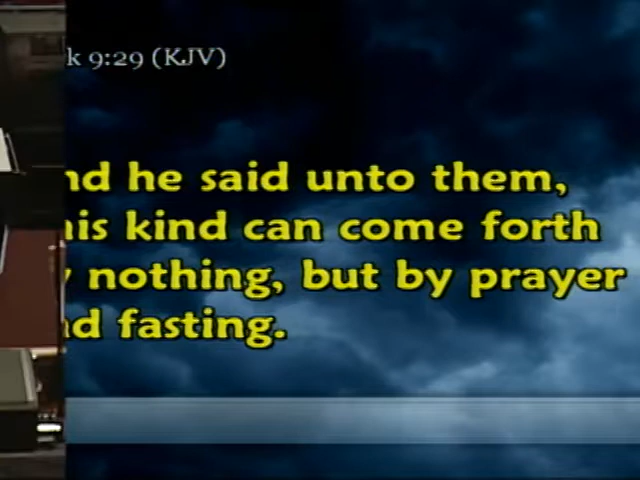 k 9:29 (KJV)
nd he said unto them,
his kind can come forth
y nothing, but by prayer
nd fasting.